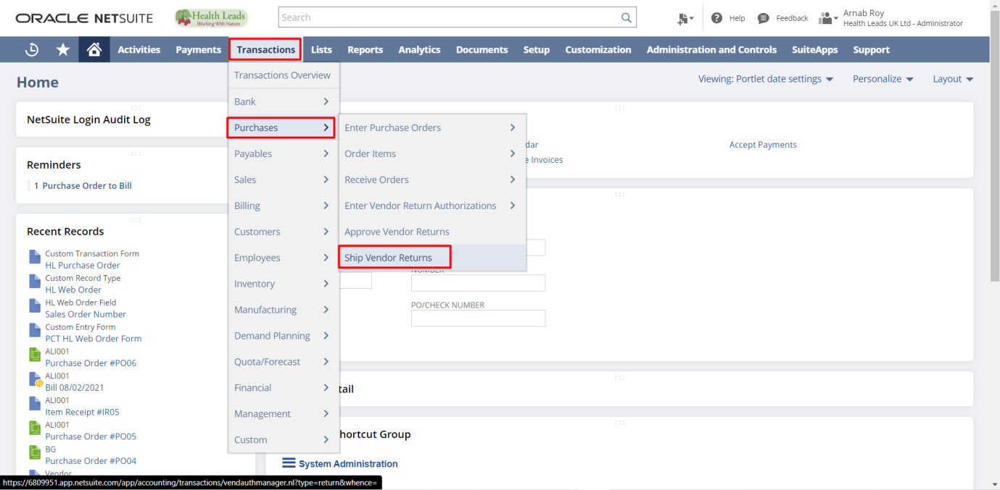 ORACLE NETSUITE
Health Leads
...Working With Nature
Search
Help
Feedback
Arnab Roy
Health Leads UK Ltd - Administrator
Activities Payments Transactions Lists Reports Analytics Documents Setup Customization Administration and Controls SuiteApps Support
Home
Viewing: Portlet date settings
Personalize
Layout
NetSuite Login Audit Log
Reminders
1 Purchase Order to Bill
Recent Records
Custom Transaction Form
HL Purchase Order
Custom Record Type
HL Web Order
HL Web Order Field
Sales Order Number
Custom Entry Form
PCT HL Web Order Form
ALI001
Purchase Order #PO06
ALI001
Bill 08/02/2021
ALI001
Item Receipt #IR05
ALI001
Purchase Order #PO05
BG
Purchase Order #PO04
Vendor
Transactions Overview
Bank
Purchases
Payables
Sales
Billing
Customers
Employees
Inventory
Manufacturing
Demand Planning
Quota/Forecast
Financial
Management
Custom
Enter Purchase Orders
Order Items
Receive Orders
Enter Vendor Return Authorizations
Approve Vendor Returns
Ship Vendor Returns
dar
Accept Payments
e Invoices
NUMBER
PO/CHECK NUMBER
tail
hortcut Group
System Administration
https://6809951.app.netsuite.com/app/accounting/transactions/vendauthmanager.nl?type=return&whence=